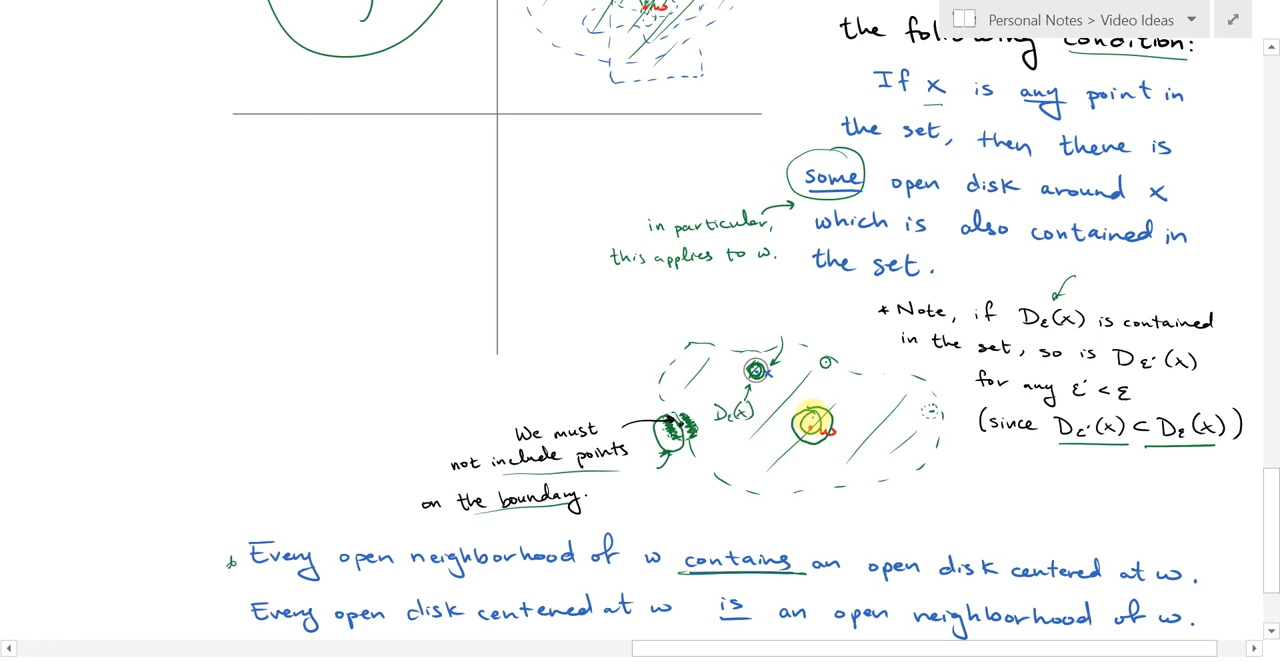 Personal Notes > Video Ideas
w
the following condition:
If x is any point in
the set, then there is
some open disk around x
which is also contained in
the set.
in particular,
this applies to w.
* Note, if Dε(x) is contained
in the set, so is Dε'(x)
for any ε' < ε
(since Dε'(x) ⊂ Dε(x))
x
Dε(x)
w
We must
not include points
on the boundary.
Every open neighborhood of w contains an open disk centered at w.
Every open disk centered at w is an open neighborhood of w.